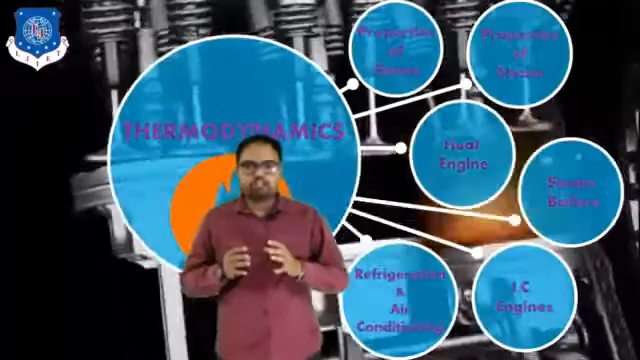 L J I E T
THERMODYNAMICS
Properties
of
Gases
Properties
of
Steam
Heat
Engine
Steam
Boilers
Refrigeration
&
Air
Conditioning
I.C
Engines